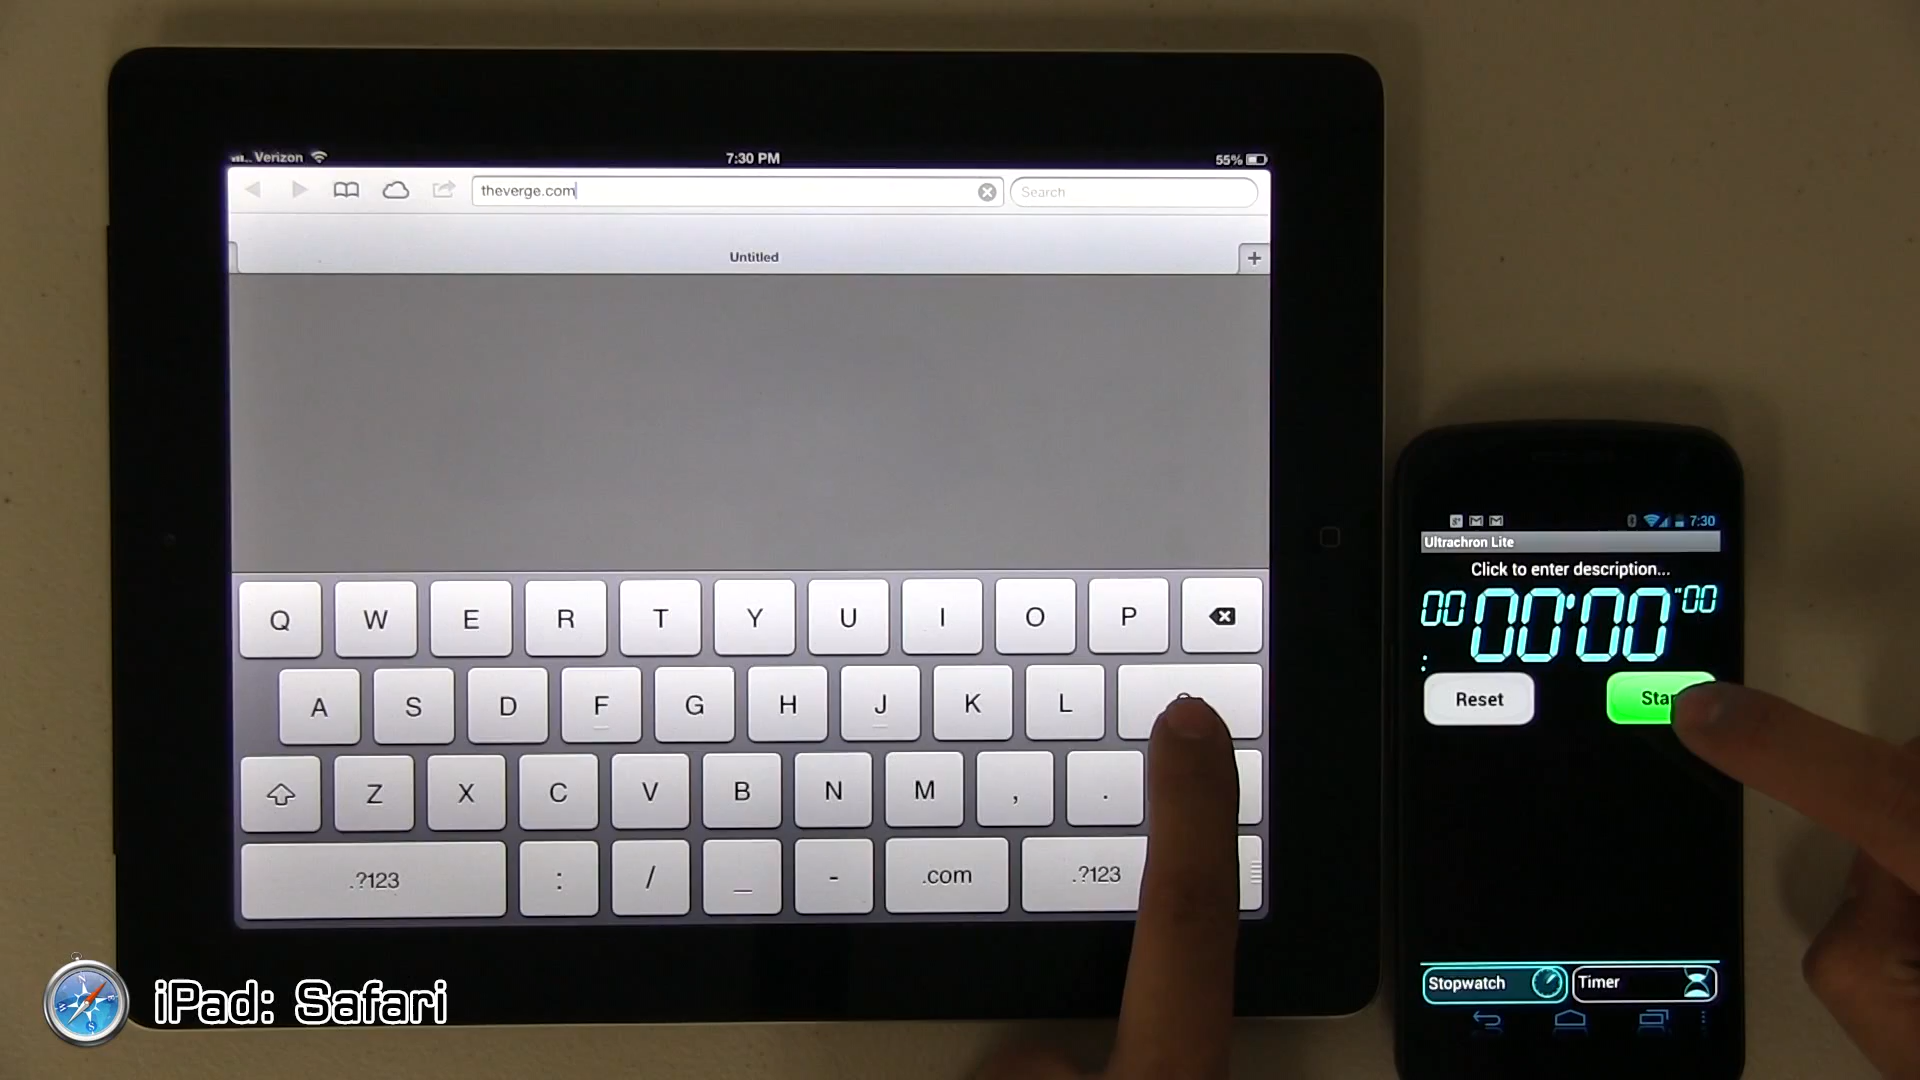 Verizon
7:30 PM
55%
theverge.com
Search
Untitled
+
Q W E R T Y U I O P
A S D F G H J K L
Z X C V B N M , .
.?123 : / _ - .com .?123
7:30
Ultrachron Lite
Click to enter description...
00 00:00 "00
Reset
Stopwatch
Timer
iPad: Safari